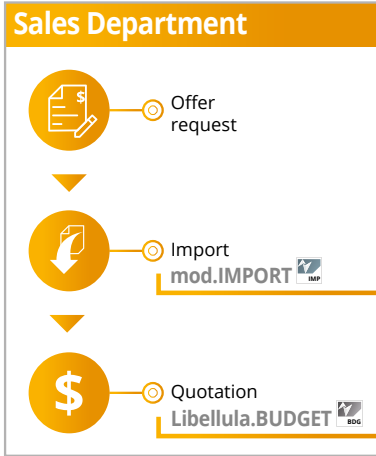 Sales Department
$
Offer
request
Import
mod.IMPORT IMP
$
Quotation
Libellula.BUDGET BDG